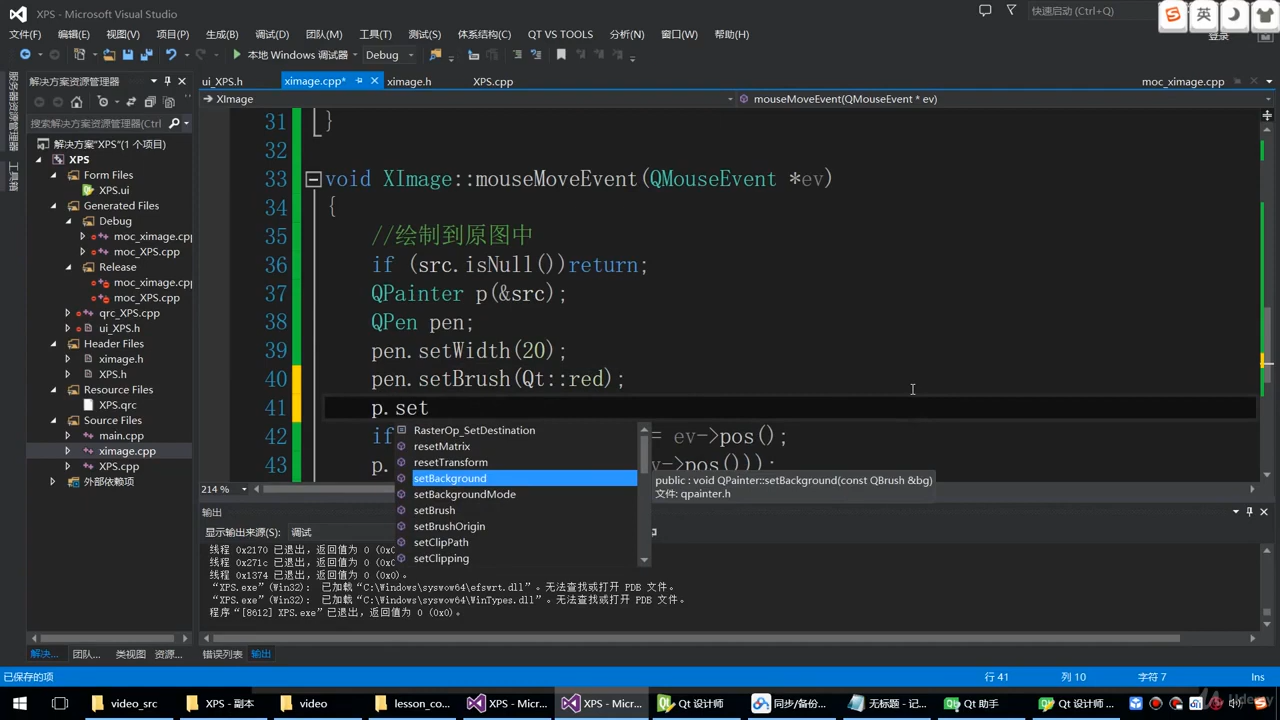 XPS - Microsoft Visual Studio
快速启动 (Ctrl+Q)
英
文件(F) 编辑(E) 视图(V) 项目(P) 生成(B) 调试(D) 团队(M) 工具(T) 测试(S) 体系结构(C) QT VS TOOLS 分析(N) 窗口(W) 帮助(H)
登录
本地 Windows 调试器 Debug
解决方案资源管理器
ui_XPS.h ximage.cpp* ximage.h XPS.cpp moc_ximage.cpp
XImage mouseMoveEvent(QMouseEvent * ev)
搜索解决方案资源管理器(Ctrl
解决方案"XPS"(1 个项目)
XPS
Form Files
XPS.ui
Generated Files
Debug
moc_ximage.cpp
moc_XPS.cpp
Release
moc_ximage.cpp
moc_XPS.cpp
qrc_XPS.cpp
ui_XPS.h
Header Files
ximage.h
XPS.h
Resource Files
XPS.qrc
Source Files
main.cpp
ximage.cpp
XPS.cpp
外部依赖项
31 }
32
33 void XImage::mouseMoveEvent(QMouseEvent *ev)
34 {
35 //绘制到原图中
36 if (src.isNull())return;
37 QPainter p(&src);
38 QPen pen;
39 pen.setWidth(20);
40 pen.setBrush(Qt::red);
41 p.set
42 if = ev->pos();
43 p. v->pos()));
RasterOp_SetDestination
resetMatrix
resetTransform
setBackground
setBackgroundMode
setBrush
setBrushOrigin
setClipPath
setClipping
public : void QPainter::setBackground(const QBrush &bg)
文件: qpainter.h
214 %
输出
显示输出来源(S): 调试
线程 0x2170 已退出，返回值为 0 (0x0
线程 0x271c 已退出，返回值为 0 (0x0
线程 0x1374 已退出，返回值为 0 (0x0)。
"XPS.exe"(Win32): 已加载"C:\Windows\syswow64\efswrt.dll"。无法查找或打开 PDB 文件。
"XPS.exe"(Win32): 已加载"C:\Windows\syswow64\WinTypes.dll"。无法查找或打开 PDB 文件。
程序"[8612] XPS.exe"已退出，返回值为 0 (0x0)。
解决... 团队... 类视图 资源... 错误列表 输出
已保存的项 行 41 列 10 字符 7 Ins
video_src XPS - 副本 video lesson_co... XPS - Micr... XPS - Micr... Qt 设计师 同步/备份... 无标题 - 记... Qt 助手 Qt 设计师